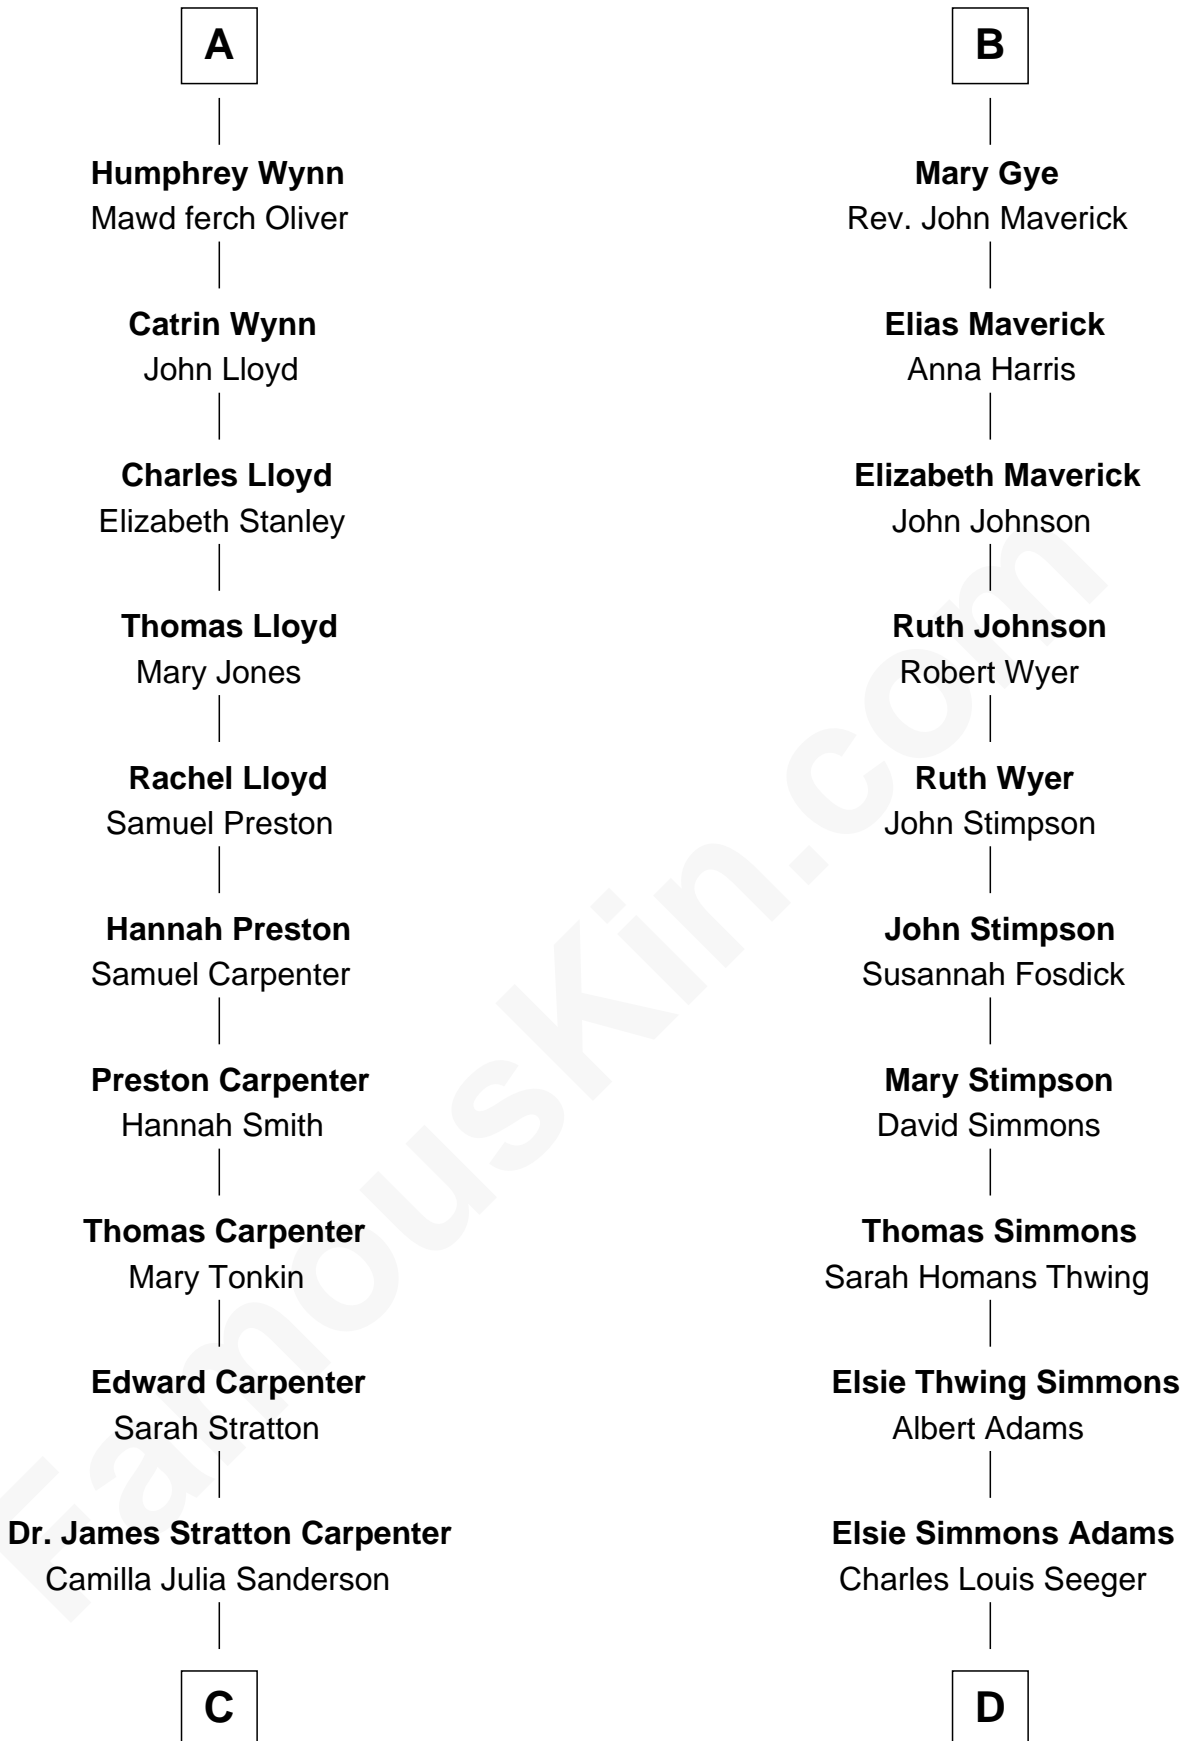 A
Humphrey Wynn
Mawd ferch Oliver
Catrin Wynn
John Lloyd
Charles Lloyd
Elizabeth Stanley
Thomas Lloyd
Mary Jones
Rachel Lloyd
Samuel Preston
Hannah Preston
Samuel Carpenter
Preston Carpenter
Hannah Smith
Thomas Carpenter
Mary Tonkin
Edward Carpenter
Sarah Stratton
Dr. James Stratton Carpenter
Camilla Julia Sanderson
C
B
Mary Gye
Rev. John Maverick
Elias Maverick
Anna Harris
Elizabeth Maverick
John Johnson
Ruth Johnson
Robert Wyer
Ruth Wyer
John Stimpson
John Stimpson
Susannah Fosdick
Mary Stimpson
David Simmons
Thomas Simmons
Sarah Homans Thwing
Elsie Thwing Simmons
Albert Adams
Elsie Simmons Adams
Charles Louis Seeger
D
FamousKin.com